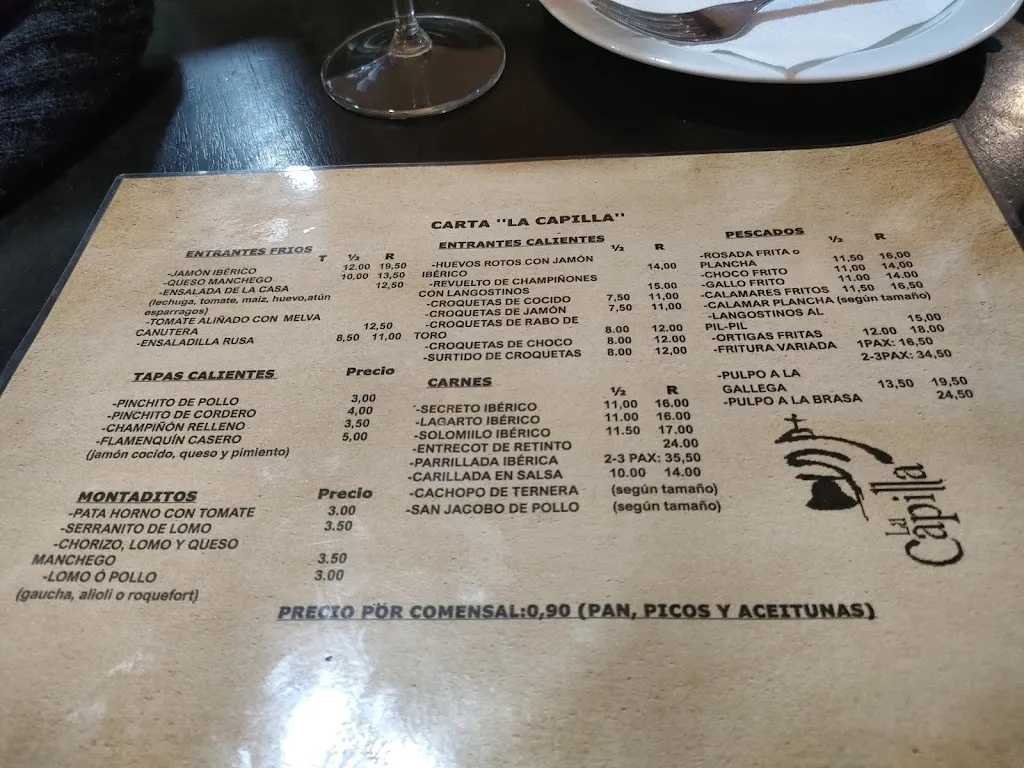 CARTA "LA CAPILLA"
ENTRANTES FRIOS T ½ R
-JAMÓN IBÉRICO 12.00 19,50
-QUESO MANCHEGO 10,00 13,50
-ENSALADA DE LA CASA 12,50
(lechuga, tomate, maíz, huevo,atún
esparragos)
-TOMATE ALIÑADO CON MELVA
CANUTERA 12,50
-ENSALADILLA RUSA 8,50 11,00
TAPAS CALIENTES Precio
-PINCHITO DE POLLO 3,00
-PINCHITO DE CORDERO 4,00
-CHAMPIÑÓN RELLENO 3,50
-FLAMENQUÍN CASERO 5,00
(jamón cocido, queso y pimiento)
MONTADITOS Precio
-PATA HORNO CON TOMATE 3.00
-SERRANITO DE LOMO 3.50
-CHORIZO, LOMO Y QUESO
MANCHEGO 3.50
-LOMO Ó POLLO 3.00
(gaucha, alioli o roquefort)
ENTRANTES CALIENTES ½ R
-HUEVOS ROTOS CON JAMÓN
IBÉRICO 14,00
-REVUELTO DE CHAMPIÑONES
CON LANGOSTINOS 15.00
-CROQUETAS DE COCIDO 7,50 11,00
-CROQUETAS DE JAMÓN 7,50 11,00
-CROQUETAS DE RABO DE
TORO 8.00 12.00
-CROQUETAS DE CHOCO 8.00 12.00
-SURTIDO DE CROQUETAS 8.00 12,00
CARNES ½ R
-SECRETO IBÉRICO 11,00 16.00
-LAGARTO IBÉRICO 11.00 16.00
-SOLOMIILO IBÉRICO 11.50 17.00
-ENTRECOT DE RETINTO 24.00
-PARRILLADA IBÉRICA 2-3 PAX: 35,50
-CARILLADA EN SALSA 10.00 14.00
-CACHOPO DE TERNERA (según tamaño)
-SAN JACOBO DE POLLO (según tamaño)
PESCADOS ½ R
-ROSADA FRITA o
PLANCHA 11,50 16,00
-CHOCO FRITO 11,00 14,00
-GALLO FRITO 11.00 14,00
-CALAMARES FRITOS 11,50 16,50
-CALAMAR PLANCHA (según tamaño)
-LANGOSTINOS AL
PIL-PIL 15,00
-ORTIGAS FRITAS 12.00 18.00
-FRITURA VARIADA 1PAX: 16,50
2-3PAX: 34,50
-PULPO A LA
GALLEGA 13,50 19,50
-PULPO A LA BRASA 24,50
La Capilla
PRECIO POR COMENSAL:0,90 (PAN, PICOS Y ACEITUNAS)